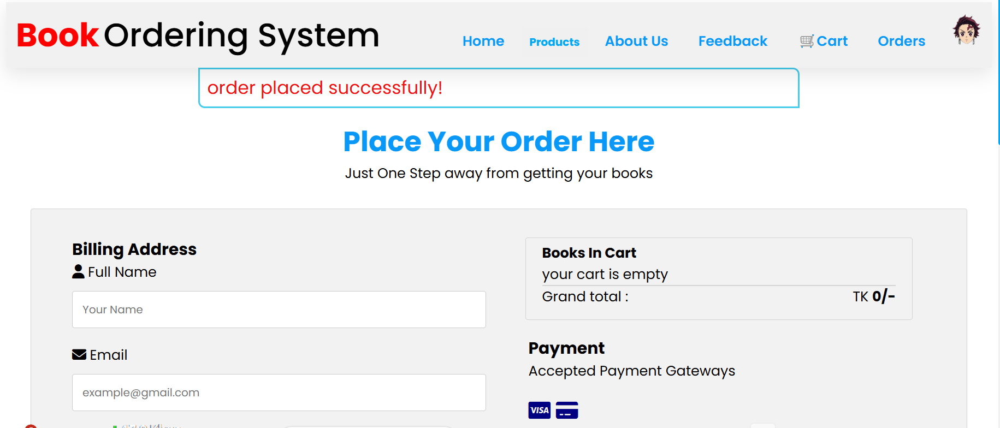 Book Ordering System
Home Products About Us Feedback Cart Orders
order placed successfully!
Place Your Order Here
Just One Step away from getting your books
Billing Address
Full Name
Your Name
Email
example@gmail.com
Books In Cart
your cart is empty
Grand total : TK 0/-
Payment
Accepted Payment Gateways
VISA